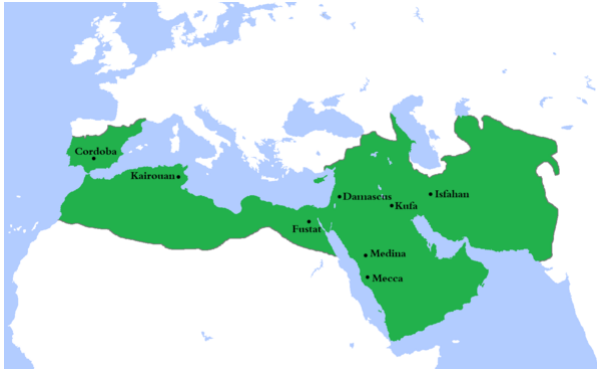 Cordoba
Kairouan
Damascus
Isfahan
Kufa
Fustat
Medina
Mecca